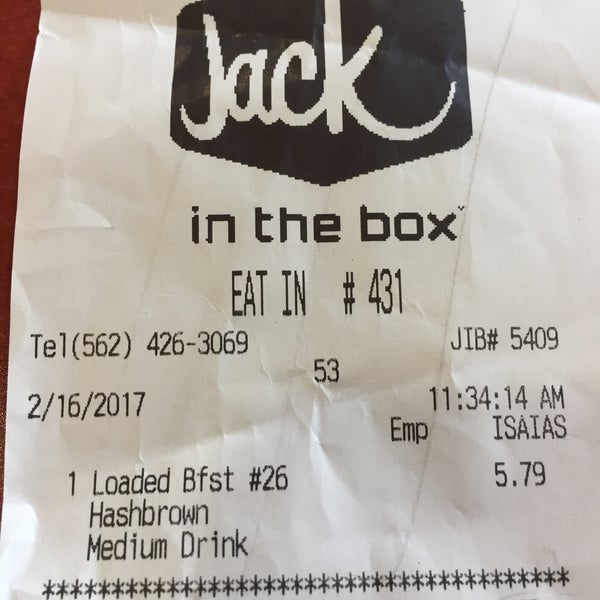 Jack
in the box
EAT IN # 431
Tel(562) 426-3069 JIB# 5409
53
2/16/2017 11:34:14 AM
Emp ISAIAS
1 Loaded Bfst #26 5.79
Hashbrown
Medium Drink
****************************************